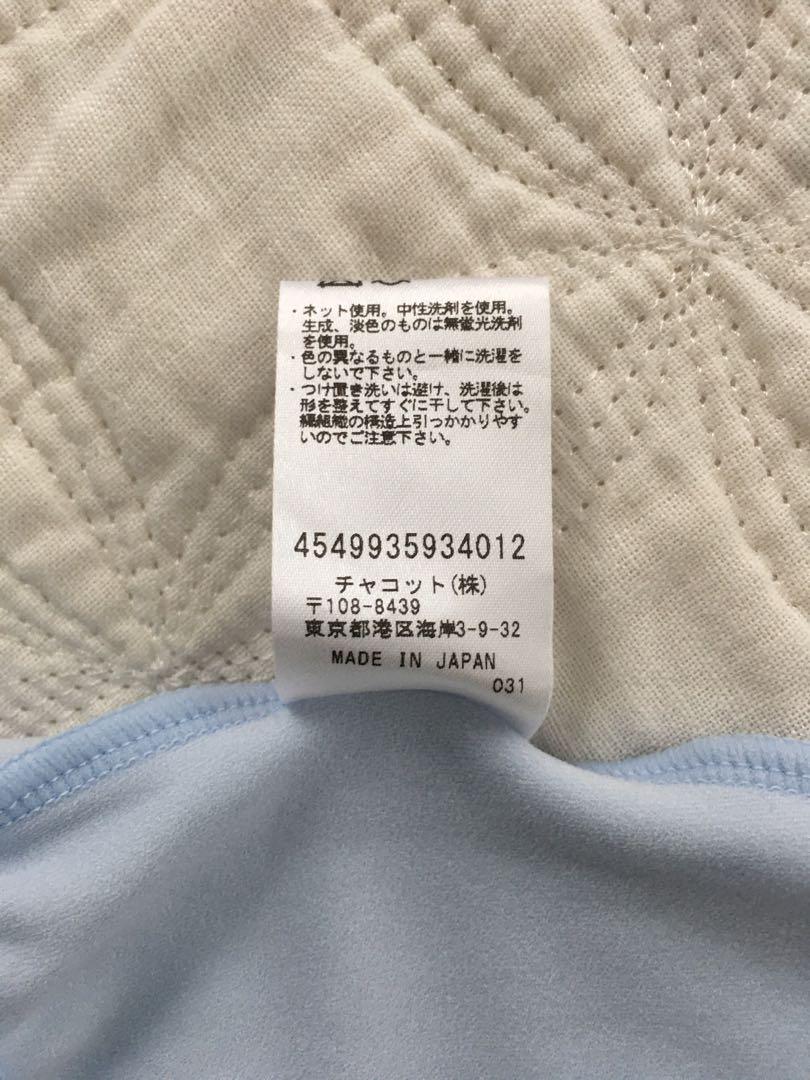 ・ネット使用。中性洗剤を使用。
生成、淡色のものは無蛍光洗剤
を使用。
・色の異なるものと一緒に洗濯を
しないで下さい。
・つけ置き洗いは避け、洗濯後は
形を整えてすぐに干して下さい。
編組織の構造上引っかかりやす
いのでご注意下さい。
4549935934012
チャコット(株)
〒108-8439
東京都港区海岸3-9-32
MADE IN JAPAN
031